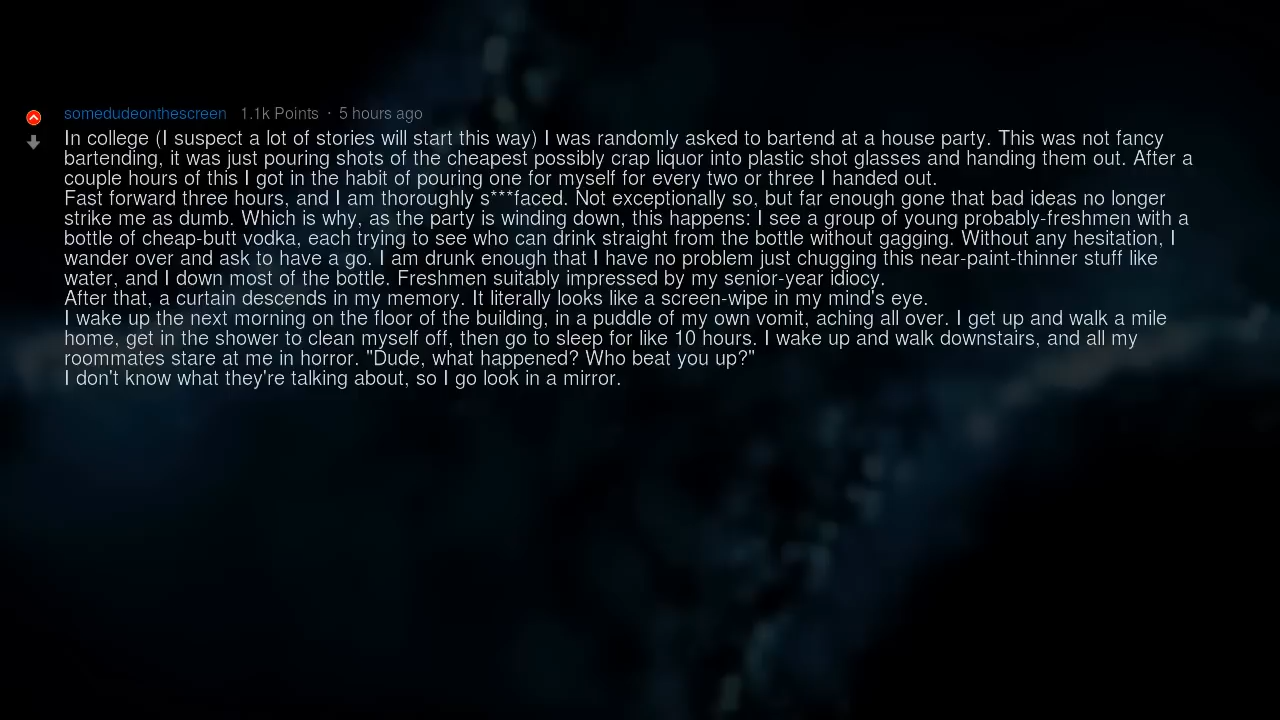 somedudeonthescreen 1.1k Points · 5 hours ago
In college (I suspect a lot of stories will start this way) I was randomly asked to bartend at a house party. This was not fancy
bartending, it was just pouring shots of the cheapest possibly crap liquor into plastic shot glasses and handing them out. After a
couple hours of this I got in the habit of pouring one for myself for every two or three I handed out.
Fast forward three hours, and I am thoroughly s***faced. Not exceptionally so, but far enough gone that bad ideas no longer
strike me as dumb. Which is why, as the party is winding down, this happens: I see a group of young probably-freshmen with a
bottle of cheap-butt vodka, each trying to see who can drink straight from the bottle without gagging. Without any hesitation, I
wander over and ask to have a go. I am drunk enough that I have no problem just chugging this near-paint-thinner stuff like
water, and I down most of the bottle. Freshmen suitably impressed by my senior-year idiocy.
After that, a curtain descends in my memory. It literally looks like a screen-wipe in my mind's eye.
I wake up the next morning on the floor of the building, in a puddle of my own vomit, aching all over. I get up and walk a mile
home, get in the shower to clean myself off, then go to sleep for like 10 hours. I wake up and walk downstairs, and all my
roommates stare at me in horror. "Dude, what happened? Who beat you up?"
I don't know what they're talking about, so I go look in a mirror.